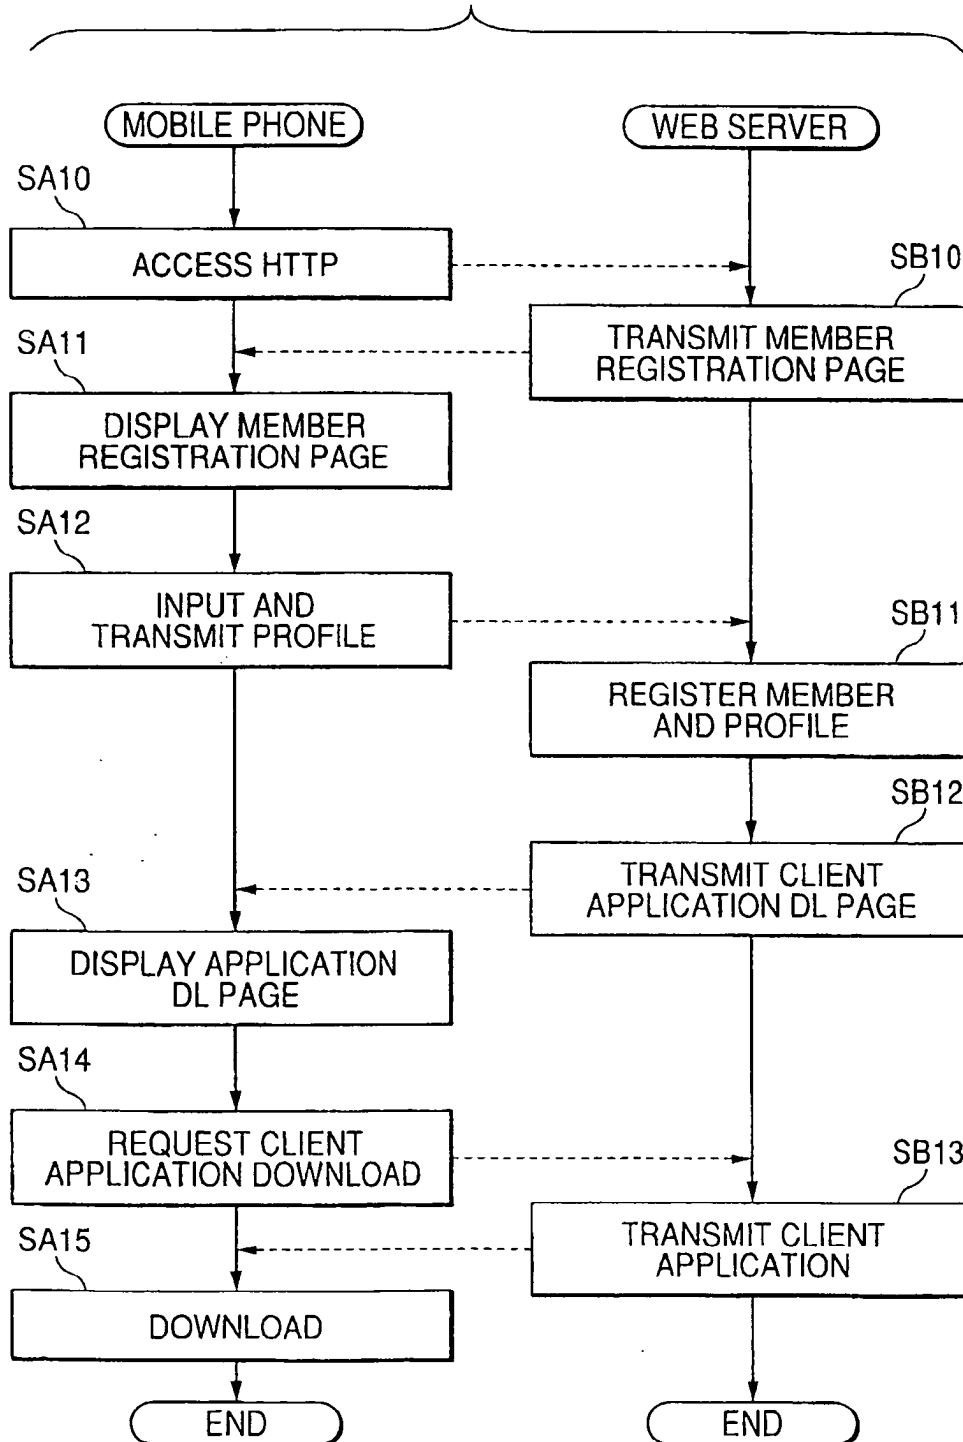 MOBILE PHONE
WEB SERVER
SA10
ACCESS HTTP
SB10
TRANSMIT MEMBER
REGISTRATION PAGE
SA11
DISPLAY MEMBER
REGISTRATION PAGE
SA12
INPUT AND
TRANSMIT PROFILE
SB11
REGISTER MEMBER
AND PROFILE
SB12
TRANSMIT CLIENT
APPLICATION DL PAGE
SA13
DISPLAY APPLICATION
DL PAGE
SA14
REQUEST CLIENT
APPLICATION DOWNLOAD
SB13
TRANSMIT CLIENT
APPLICATION
SA15
DOWNLOAD
END
END